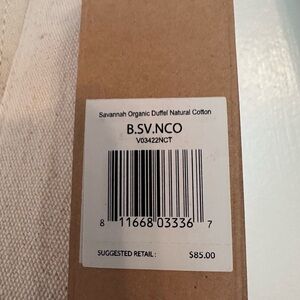 Savannah Organic Duffel Natural Cotton
B.SV.NCO
V03422NCT
8 11668 03336 7
SUGGESTED RETAIL: $85.00